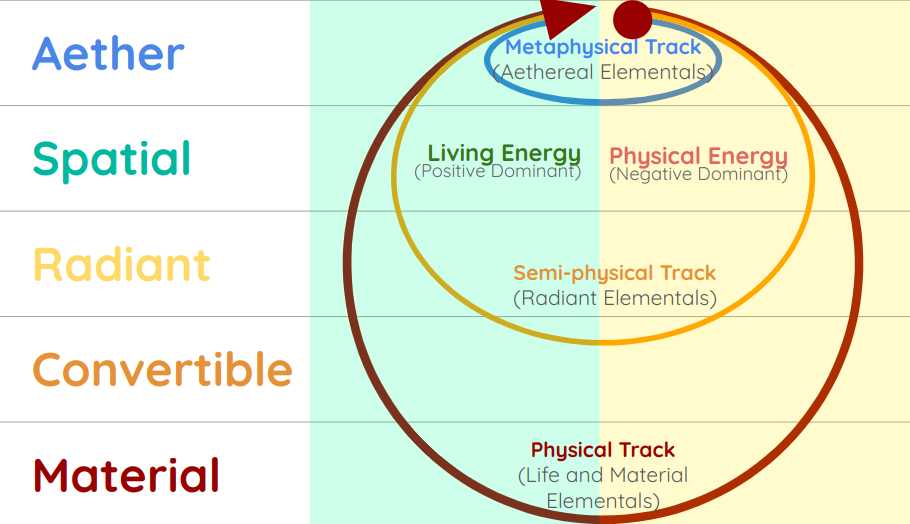 Aether
Metaphysical Track
(Aethereal Elementals)
Spatial
Living Energy
(Positive Dominant)
Physical Energy
(Negative Dominant)
Radiant
Semi-physical Track
(Radiant Elementals)
Convertible
Material
Physical Track
(Life and Material
Elementals)